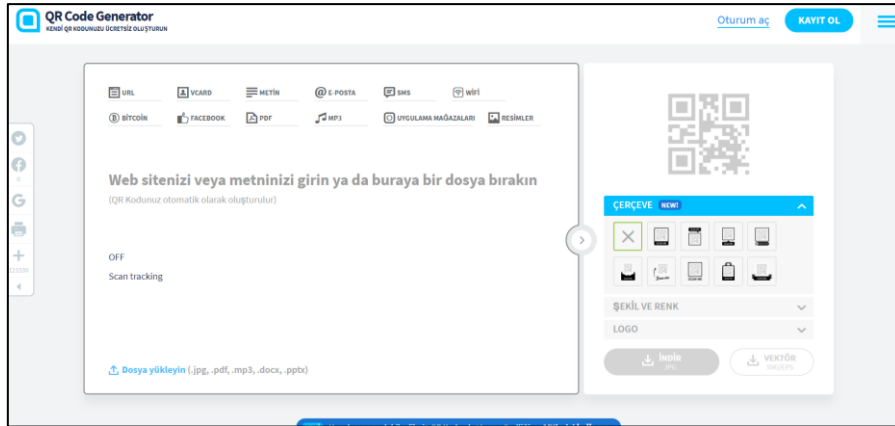 QR Code Generator
KENDİ QR KODUNUZU ÜCRETSİZ OLUŞTURUN
Oturum aç
KAYIT OL
URL
VCARD
METİN
E-POSTA
SMS
WIFI
BİTCOİN
FACEBOOK
PDF
MP3
UYGULAMA MAĞAZALARI
RESİMLER
Web sitenizi veya metninizi girin ya da buraya bir dosya bırakın
(QR Kodunuz otomatik olarak oluşturulur)
OFF
Scan tracking
Dosya yükleyin (.jpg, .pdf, .mp3, .docx, .pptx)
ÇERÇEVE NEW!
ŞEKİL VE RENK
LOGO
İNDİR
JPG
VEKTÖR
SVG/EPS